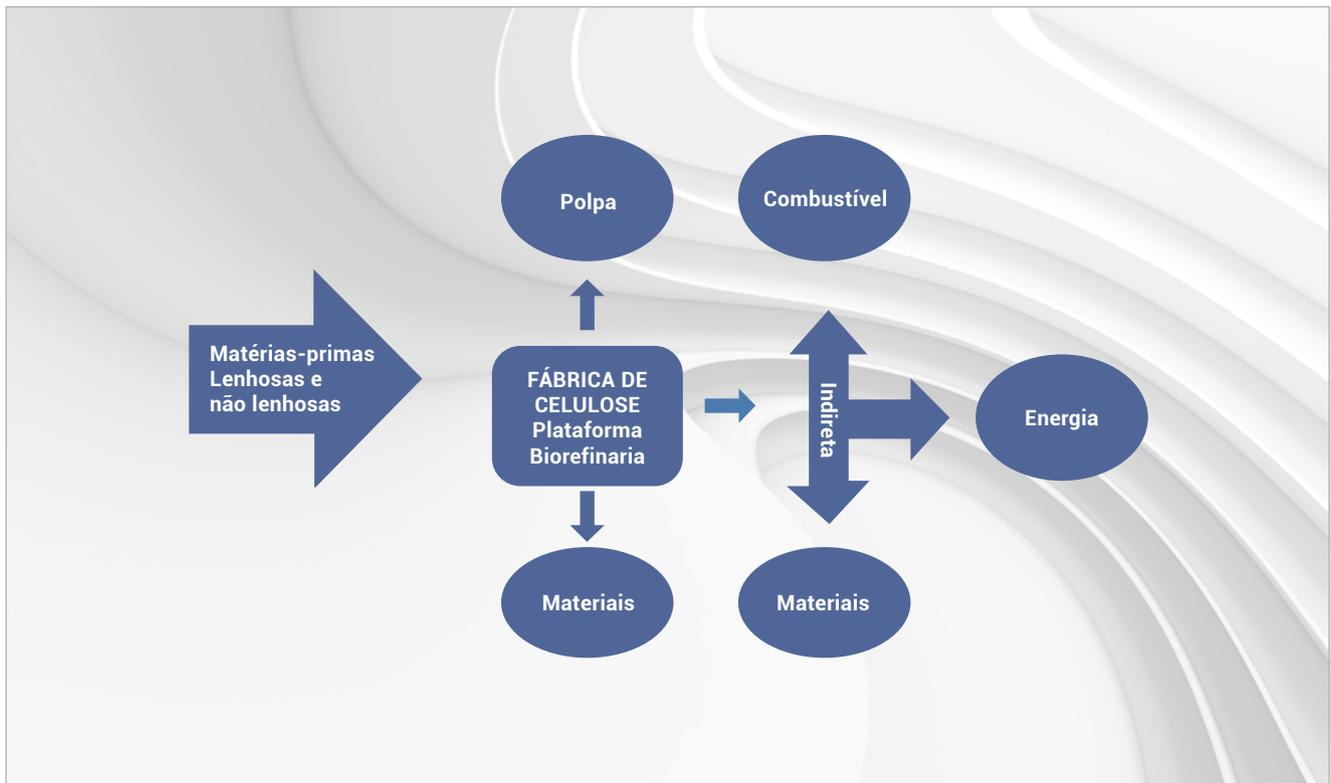 Polpa
Combustível
Matérias-primas
Lenhosas e
não lenhosas
FÁBRICA DE
CELULOSE
Plataforma
Biorefinaria
Indireta
Energia
Materiais
Materiais